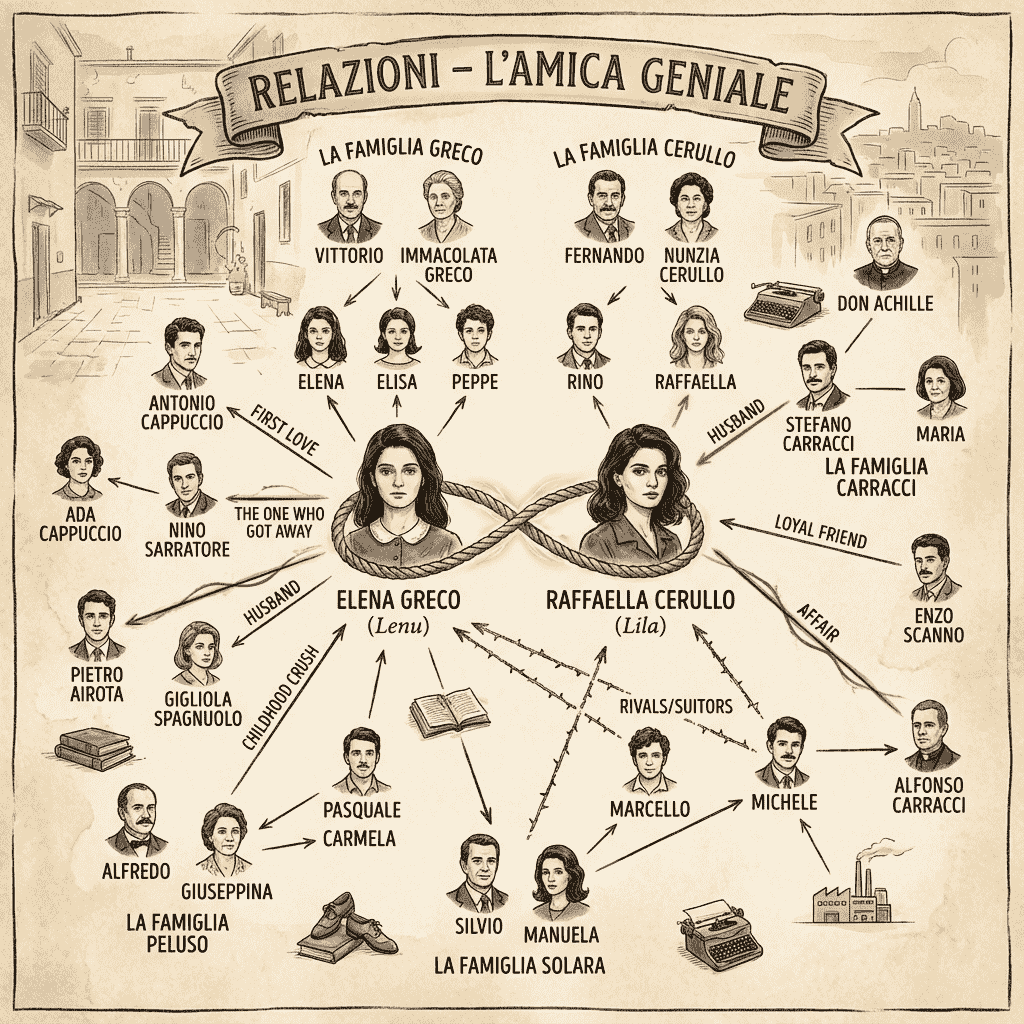 RELAZIONI – L'AMICA GENIALE
LA FAMIGLIA GRECO
LA FAMIGLIA CERULLO
VITTORIO
IMMACOLATA
GRECO
FERNANDO
NUNZIA
CERULLO
DON ACHILLE
ELENA
ELISA
PEPPE
RINO
RAFFAELLA
ANTONIO
CAPPUCCIO
FIRST LOVE
HUSBAND
STEFANO
CARRACCI
MARIA
LA FAMIGLIA
CARRACCI
ADA
CAPPUCCIO
NINO
SARRATORE
THE ONE WHO
GOT AWAY
LOYAL FRIEND
ENZO
SCANNO
ELENA GRECO
(Lenu)
RAFFAELLA CERULLO
(Lila)
HUSBAND
AFFAIR
PIETRO
AIROTA
GIGLIOLA
SPAGNUOLO
CHILDHOOD CRUSH
RIVALS/SUITORS
PASQUALE
CARMELA
MARCELLO
MICHELE
ALFONSO
CARRACCI
ALFREDO
GIUSEPPINA
LA FAMIGLIA
PELUSO
SILVIO
MANUELA
LA FAMIGLIA SOLARA